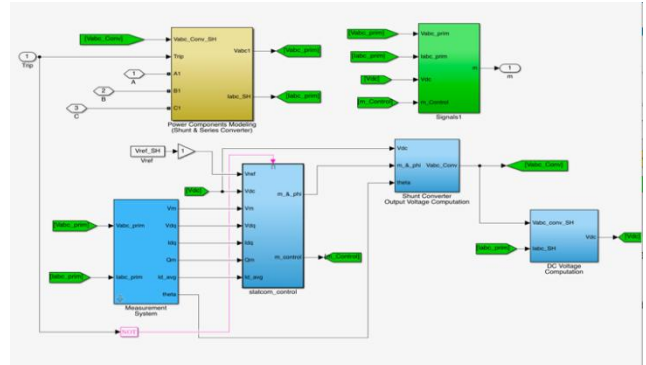 [Vabc_Conv]
Vabc_Conv_SH
1
Trip
Trip
Vabc1
[Vabc_prim]
1
A
A1
2
B
B1
Iabc_SH
[Iabc_prim]
3
C
C1
Power Components Modeling
(Shunt & Series Converter)
[Vabc_prim]
Vabc_prim
[Iabc_prim]
Iabc_prim
[Vdc]
Vdc
[m_Control]
m_Control
m
1
m
Signals1
Vref_SH
Vref
1
Vref
[Vdc]
Vdc
Vm
Vm
Vdq
Vdq
Idq
Idq
Qm
Qm
Id_avg
Id_avg
theta
m_&_phi
m_control
[m_Control]
statcom_control
[Vabc_prim]
Vabc_prim
[Iabc_prim]
Iabc_prim
Measurement
System
Vdc
m_&_phi
theta
Vabc_Conv
[Vabc_Conv]
Shunt Converter
Output Voltage Computation
Vabc_conv_SH
[Iabc_prim]
Iabc_SH
Vdc
[Vdc]
DC Voltage
Computation